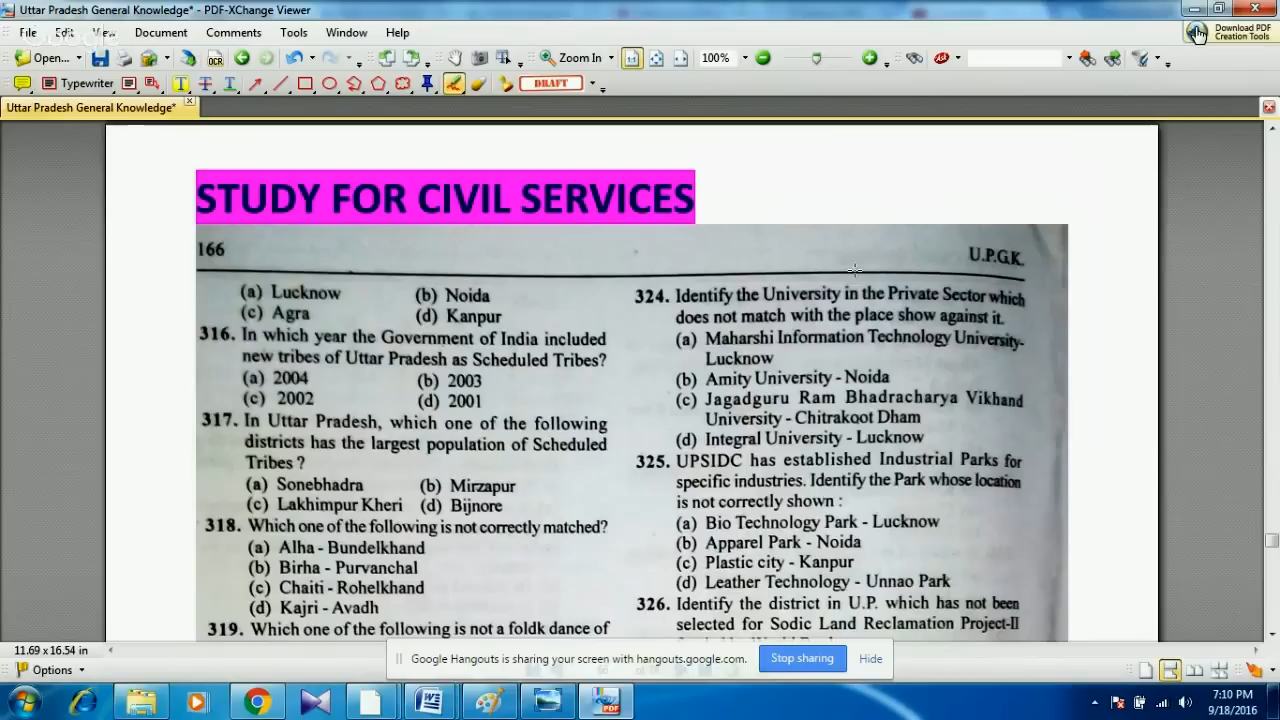 Uttar Pradesh General Knowledge* - PDF-XChange Viewer
File Edit View Document Comments Tools Window Help
Download PDF
Creation Tools
Open... OCR Zoom In 100%
Typewriter DRAFT
Uttar Pradesh General Knowledge*
STUDY FOR CIVIL SERVICES
166
U.P.G.K.
(a) Lucknow (b) Noida
(c) Agra (d) Kanpur
316. In which year the Government of India included
new tribes of Uttar Pradesh as Scheduled Tribes?
(a) 2004 (b) 2003
(c) 2002 (d) 2001
317. In Uttar Pradesh, which one of the following
districts has the largest population of Scheduled
Tribes ?
(a) Sonebhadra (b) Mirzapur
(c) Lakhimpur Kheri (d) Bijnore
318. Which one of the following is not correctly matched?
(a) Alha - Bundelkhand
(b) Birha - Purvanchal
(c) Chaiti - Rohelkhand
(d) Kajri - Avadh
319. Which one of the following is not a foldk dance of
324. Identify the University in the Private Sector which
does not match with the place show against it.
(a) Maharshi Information Technology University-
Lucknow
(b) Amity University - Noida
(c) Jagadguru Ram Bhadracharya Vikhand
University - Chitrakoot Dham
(d) Integral University - Lucknow
325. UPSIDC has established Industrial Parks for
specific industries. Identify the Park whose location
is not correctly shown :
(a) Bio Technology Park - Lucknow
(b) Apparel Park - Noida
(c) Plastic city - Kanpur
(d) Leather Technology - Unnao Park
326. Identify the district in U.P. which has not been
selected for Sodic Land Reclamation Project-II
11.69 x 16.54 in
Google Hangouts is sharing your screen with hangouts.google.com. Stop sharing Hide
Options
7:10 PM
9/18/2016